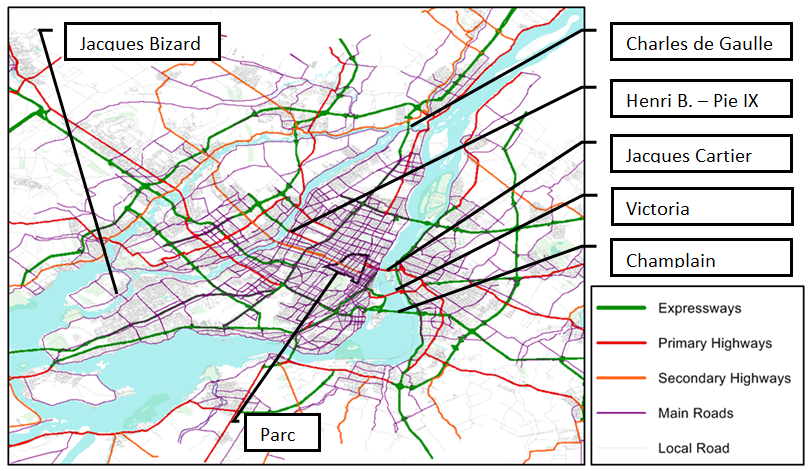 Jacques Bizard
Charles de Gaulle
Henri B. – Pie IX
Jacques Cartier
Victoria
Champlain
Parc
Expressways
Primary Highways
Secondary Highways
Main Roads
Local Road